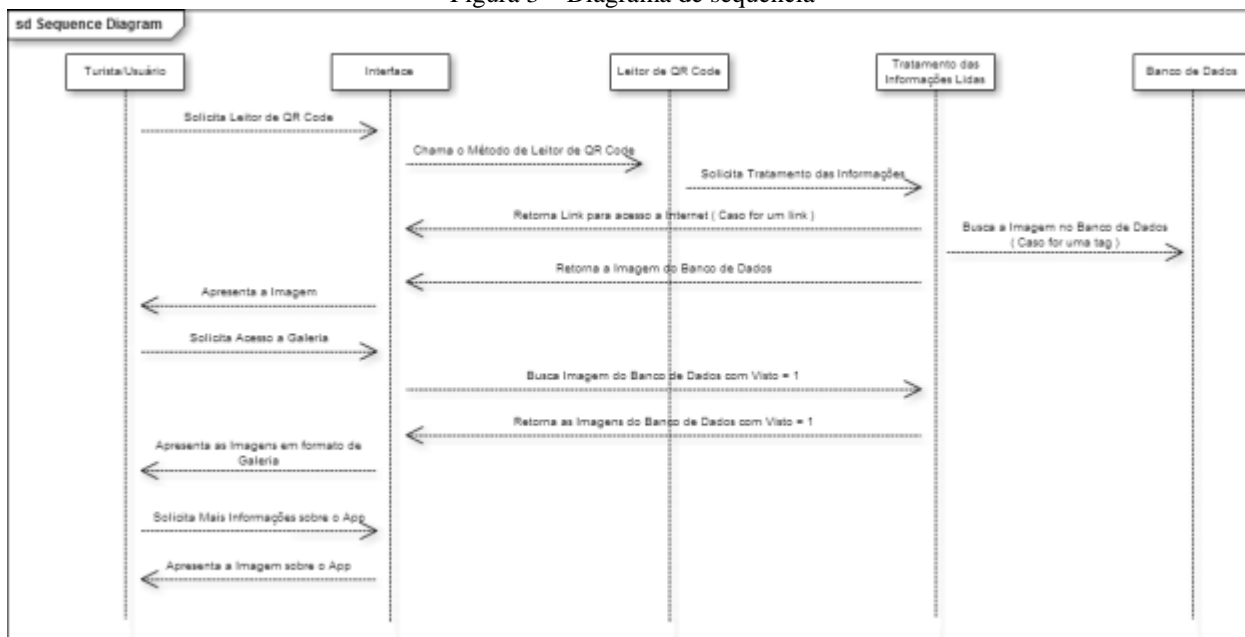 Figura 3 – Diagrama de sequência
sd Sequence Diagram
Turista/Usuário
Interface
Leitor de QR Code
Tratamento das
Informações Lidas
Banco de Dados
Solicita Leitor de QR Code
Chama o Método de Leitor de QR Code
Solicita Tratamento das Informações
Retorna Link para acesso a Internet ( Caso for um link )
Busca a Imagem no Banco de Dados
( Caso for uma tag )
Retorna a Imagem do Banco de Dados
Apresenta a Imagem
Solicita Acesso a Galeria
Busca Imagem do Banco de Dados com Visto = 1
Retorna as Imagens do Banco de Dados com Visto = 1
Apresenta as Imagens em formato de
Galeria
Solicita Mais Informações sobre o App
Apresenta a Imagem sobre o App